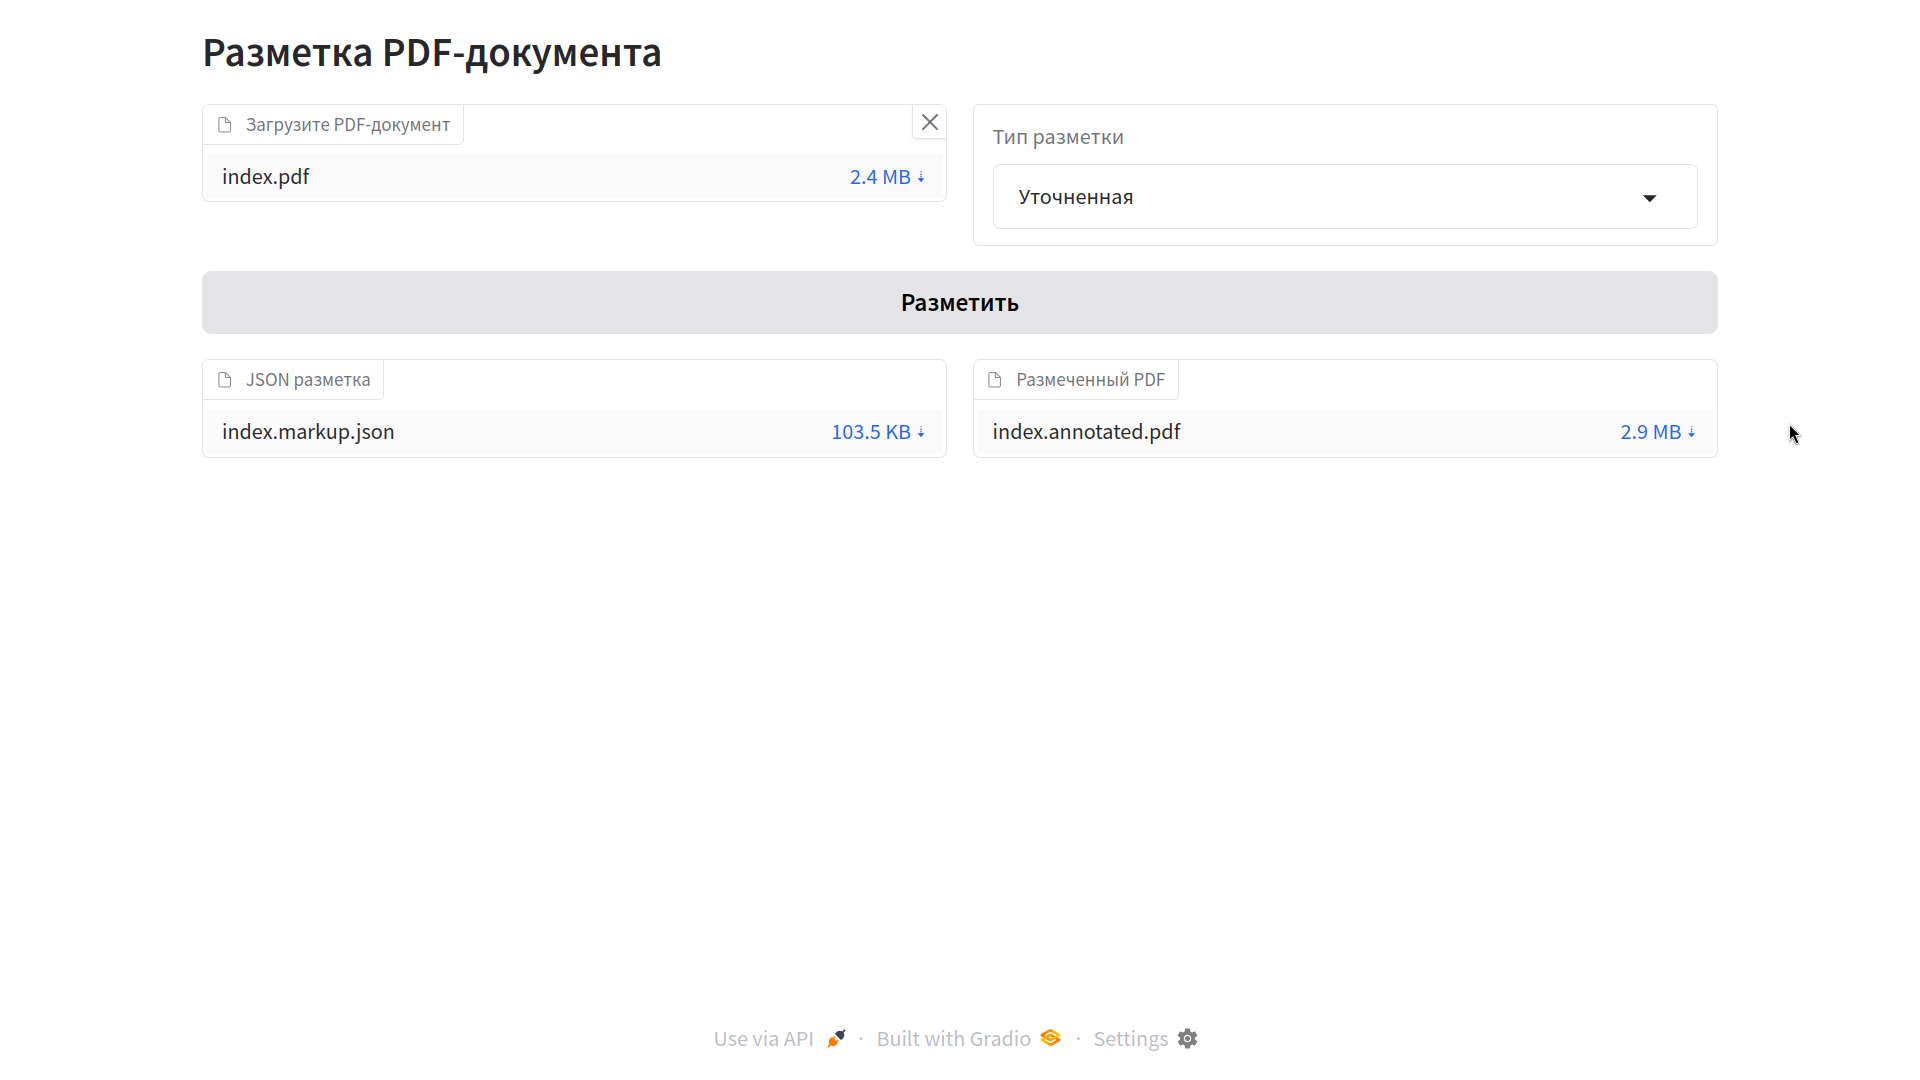 Разметка PDF-документа
Загрузите PDF-документ
index.pdf 2.4 MB ⇣
Тип разметки
Уточненная
Разметить
JSON разметка
index.markup.json 103.5 KB ⇣
Размеченный PDF
index.annotated.pdf 2.9 MB ⇣
Use via API · Built with Gradio · Settings